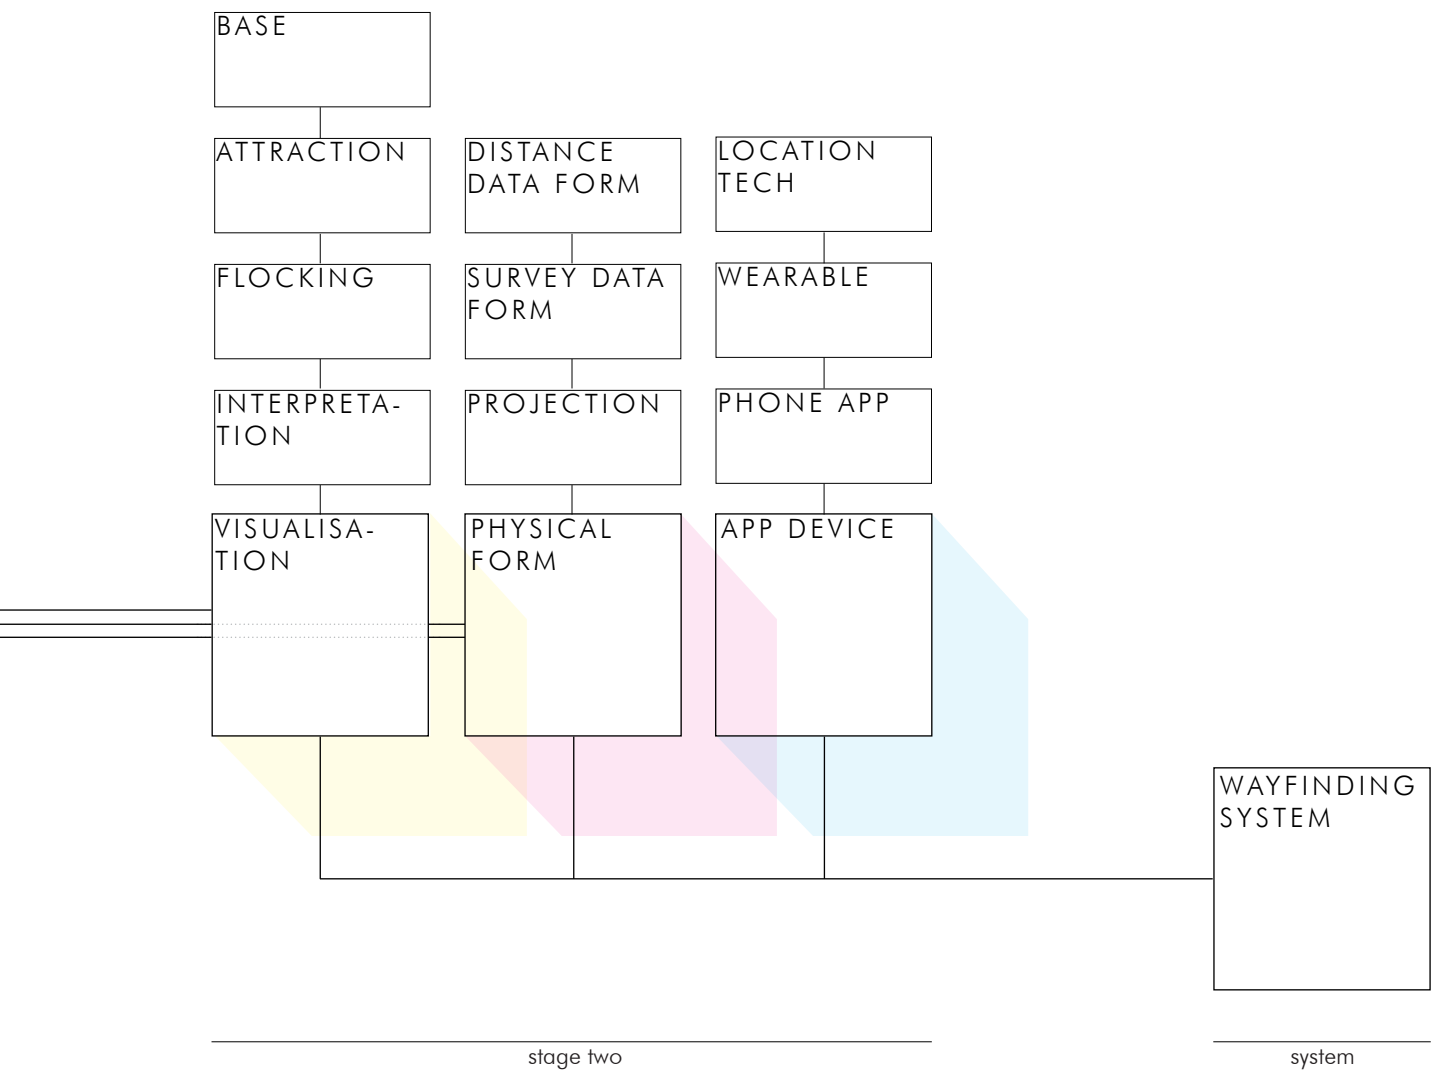 BASE
ATTRACTION
FLOCKING
INTERPRETA-
TION
VISUALISA-
TION
DISTANCE
DATA FORM
SURVEY DATA
FORM
PROJECTION
PHYSICAL
FORM
LOCATION
TECH
WEARABLE
PHONE APP
APP DEVICE
WAYFINDING
SYSTEM
stage two
system